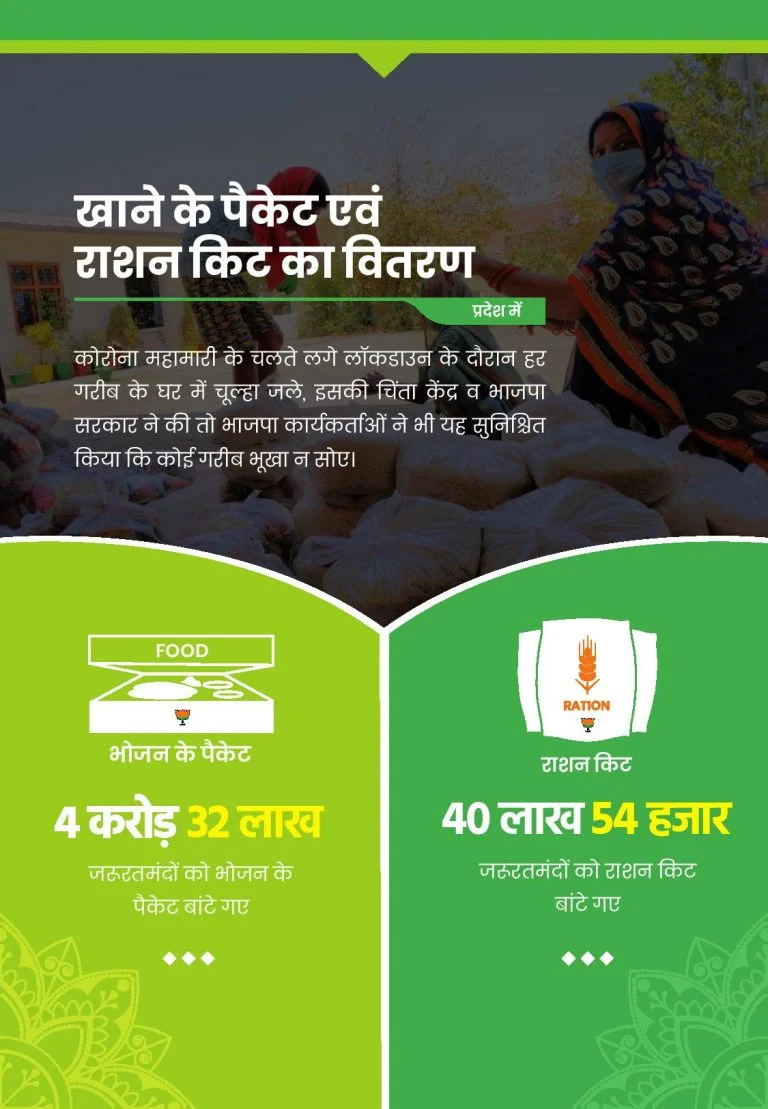 खाने के पैकेट एवं
राशन किट का वितरण
प्रदेश में
कोरोना महामारी के चलते लगे लॉकडाउन के दौरान हर
गरीब के घर में चूल्हा जले, इसकी चिंता केंद्र व भाजपा
सरकार ने की तो भाजपा कार्यकर्ताओं ने भी यह सुनिश्चित
किया कि कोई गरीब भूखा न सोए।
FOOD
भोजन के पैकेट
4 करोड़ 32 लाख
जरूरतमंदों को भोजन के
पैकेट बांटे गए
RATION
राशन किट
40 लाख 54 हजार
जरूरतमंदों को राशन किट
बांटे गए